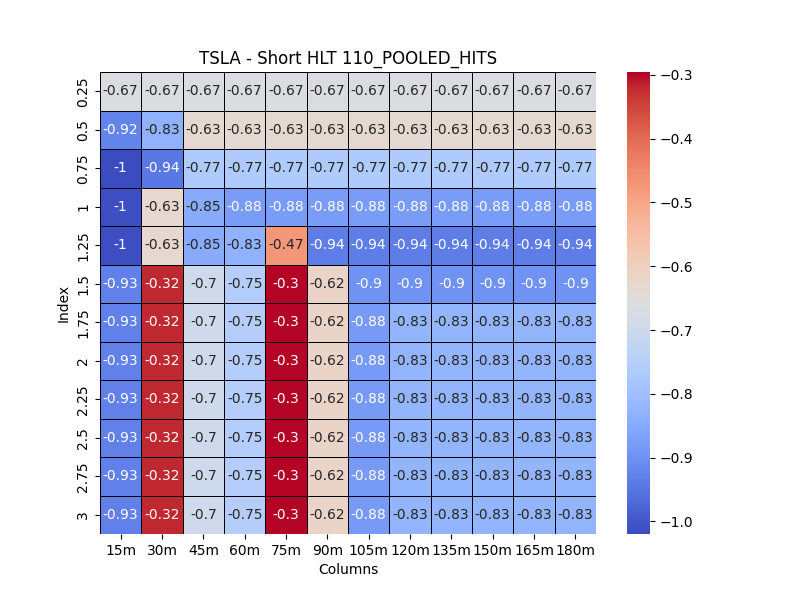 TSLA - Short HLT 110_POOLED_HITS
0.25 -0.67 -0.67 -0.67 -0.67 -0.67 -0.67 -0.67 -0.67 -0.67 -0.67 -0.67 -0.67
0.5 -0.92 -0.83 -0.63 -0.63 -0.63 -0.63 -0.63 -0.63 -0.63 -0.63 -0.63 -0.63
0.75 -1 -0.94 -0.77 -0.77 -0.77 -0.77 -0.77 -0.77 -0.77 -0.77 -0.77 -0.77
1 -1 -0.63 -0.85 -0.88 -0.88 -0.88 -0.88 -0.88 -0.88 -0.88 -0.88 -0.88
1.25 -1 -0.63 -0.85 -0.83 -0.47 -0.94 -0.94 -0.94 -0.94 -0.94 -0.94 -0.94
1.5 -0.93 -0.32 -0.7 -0.75 -0.3 -0.62 -0.9 -0.9 -0.9 -0.9 -0.9 -0.9
1.75 -0.93 -0.32 -0.7 -0.75 -0.3 -0.62 -0.88 -0.83 -0.83 -0.83 -0.83 -0.83
2 -0.93 -0.32 -0.7 -0.75 -0.3 -0.62 -0.88 -0.83 -0.83 -0.83 -0.83 -0.83
2.25 -0.93 -0.32 -0.7 -0.75 -0.3 -0.62 -0.88 -0.83 -0.83 -0.83 -0.83 -0.83
2.5 -0.93 -0.32 -0.7 -0.75 -0.3 -0.62 -0.88 -0.83 -0.83 -0.83 -0.83 -0.83
2.75 -0.93 -0.32 -0.7 -0.75 -0.3 -0.62 -0.88 -0.83 -0.83 -0.83 -0.83 -0.83
3 -0.93 -0.32 -0.7 -0.75 -0.3 -0.62 -0.88 -0.83 -0.83 -0.83 -0.83 -0.83
15m 30m 45m 60m 75m 90m 105m 120m 135m 150m 165m 180m
Columns
Index
−0.3
−0.4
−0.5
−0.6
−0.7
−0.8
−0.9
−1.0